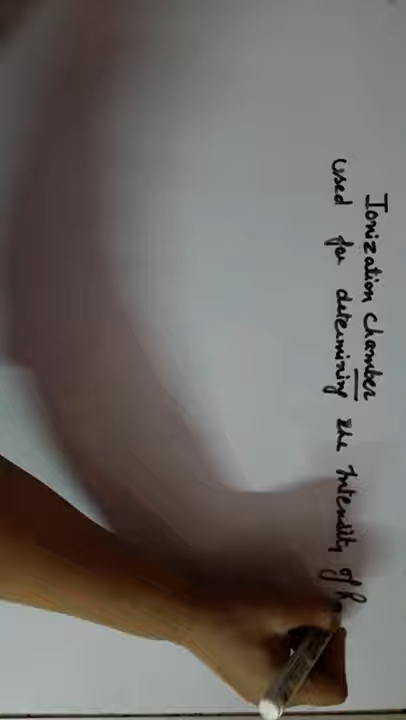 Ionization chamber
used for determining the Intensity of